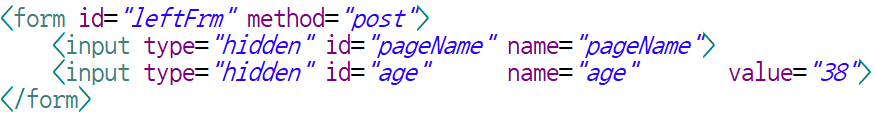 <form id="leftFrm" method="post">
    <input type="hidden" id="pageName" name="pageName">
    <input type="hidden" id="age"      name="age"      value="38">
</form>